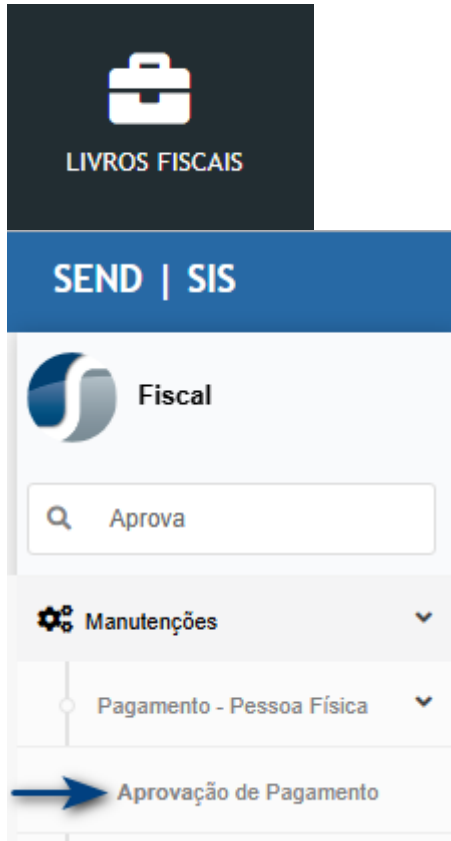 LIVROS FISCAIS
SEND | SIS
Fiscal
Aprova
Manutenções
Pagamento - Pessoa Física
Aprovação de Pagamento